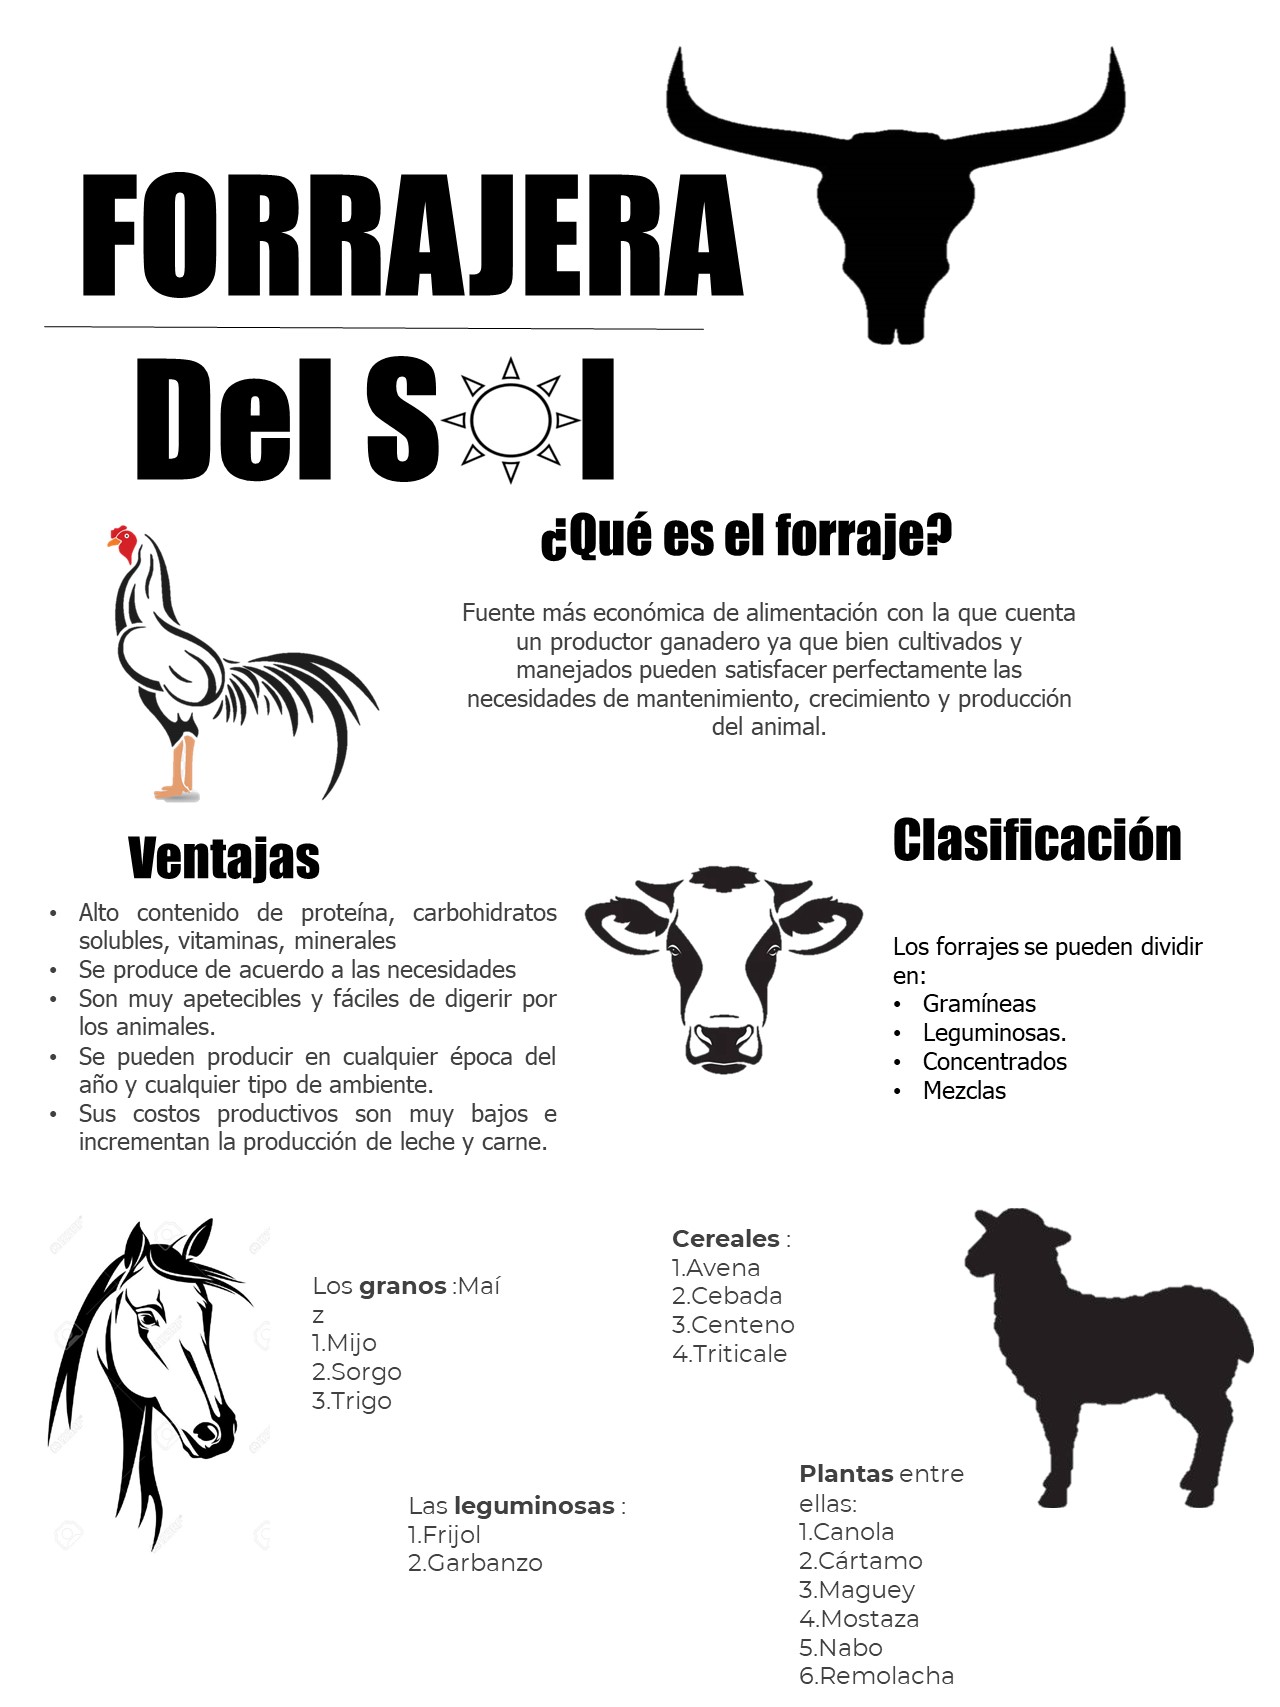 FORRAJERA
Del Sol
¿Qué es el forraje?
Fuente más económica de alimentación con la que cuenta
un productor ganadero ya que bien cultivados y
manejados pueden satisfacer perfectamente las
necesidades de mantenimiento, crecimiento y producción
del animal.
Ventajas
• Alto contenido de proteína, carbohidratos
solubles, vitaminas, minerales
• Se produce de acuerdo a las necesidades
• Son muy apetecibles y fáciles de digerir por
los animales.
• Se pueden producir en cualquier época del
año y cualquier tipo de ambiente.
• Sus costos productivos son muy bajos e
incrementan la producción de leche y carne.
Clasificación
Los forrajes se pueden dividir
en:
• Gramíneas
• Leguminosas.
• Concentrados
• Mezclas
Los granos :Maí
z
1.Mijo
2.Sorgo
3.Trigo
Cereales :
1.Avena
2.Cebada
3.Centeno
4.Triticale
Las leguminosas :
1.Frijol
2.Garbanzo
Plantas entre
ellas:
1.Canola
2.Cártamo
3.Maguey
4.Mostaza
5.Nabo
6.Remolacha